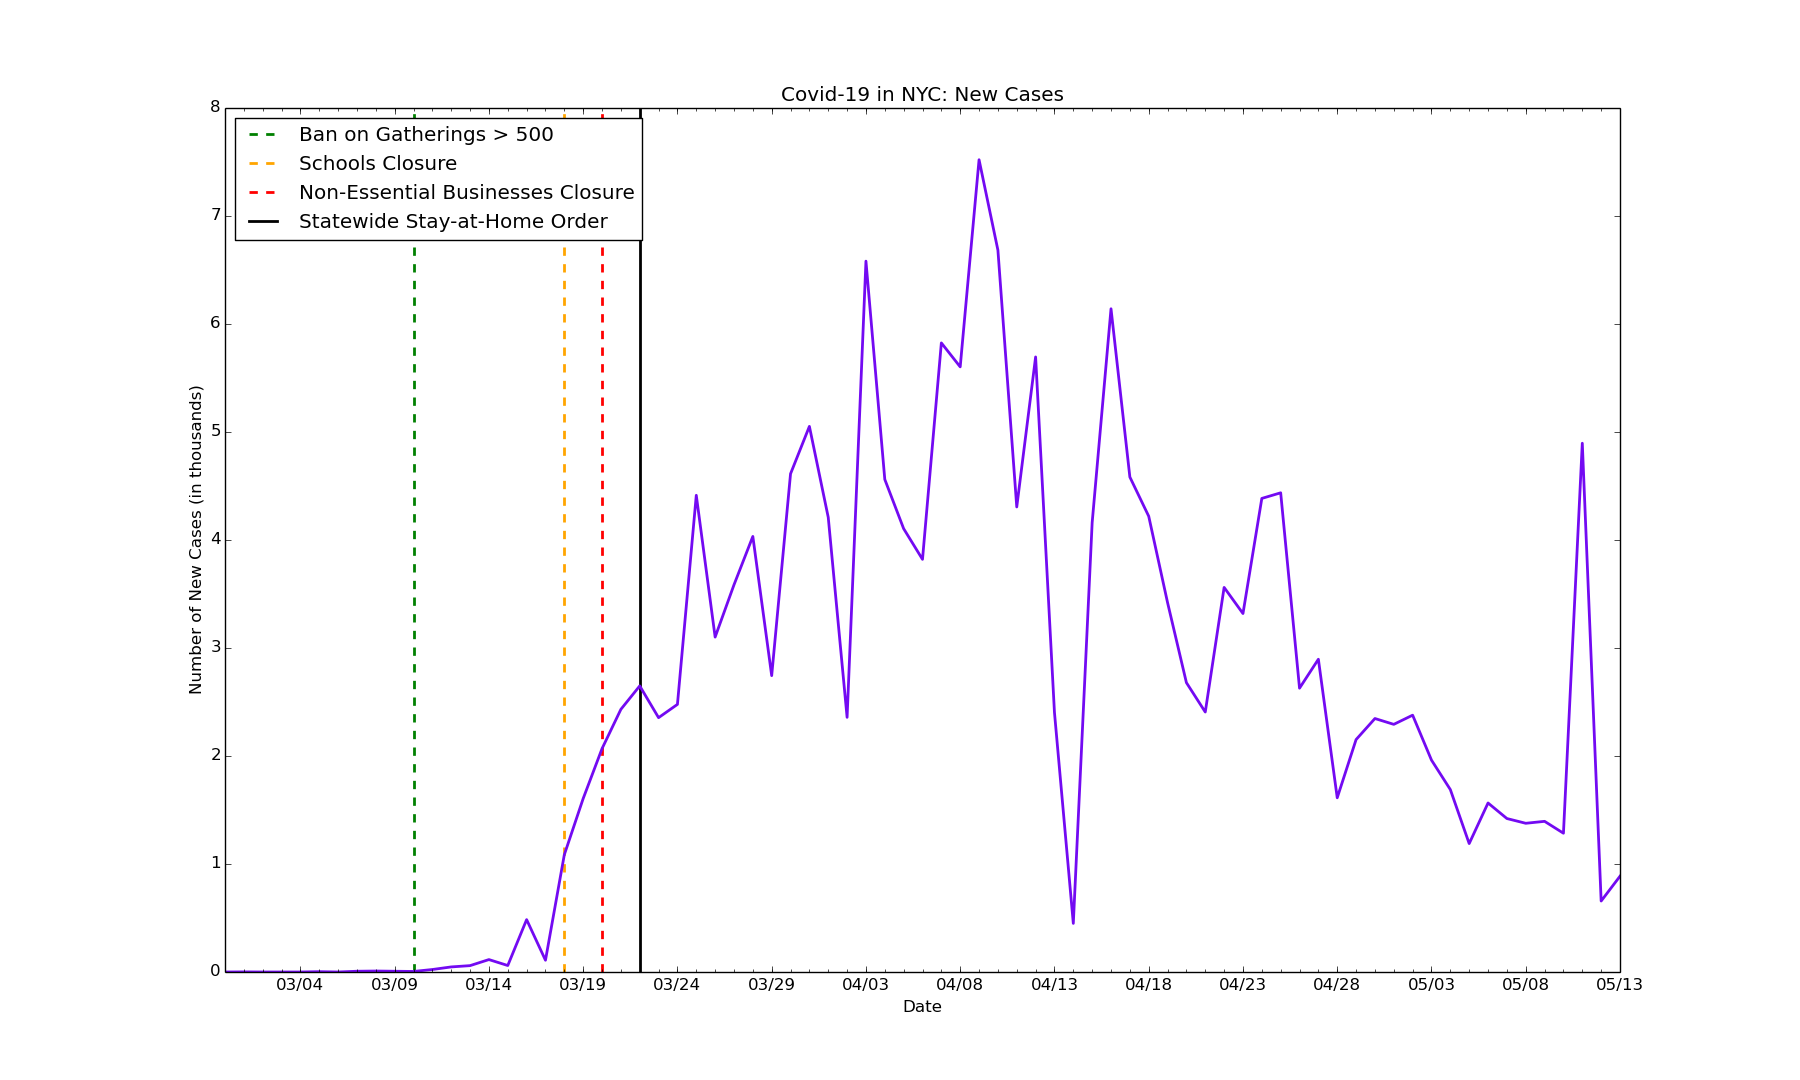 Covid-19 in NYC: New Cases
Ban on Gatherings > 500
Schools Closure
Non-Essential Businesses Closure
Statewide Stay-at-Home Order
Number of New Cases (in thousands)
8
7
6
5
4
3
2
1
0
03/04 03/09 03/14 03/19 03/24 03/29 04/03 04/08 04/13 04/18 04/23 04/28 05/03 05/08 05/13
Date